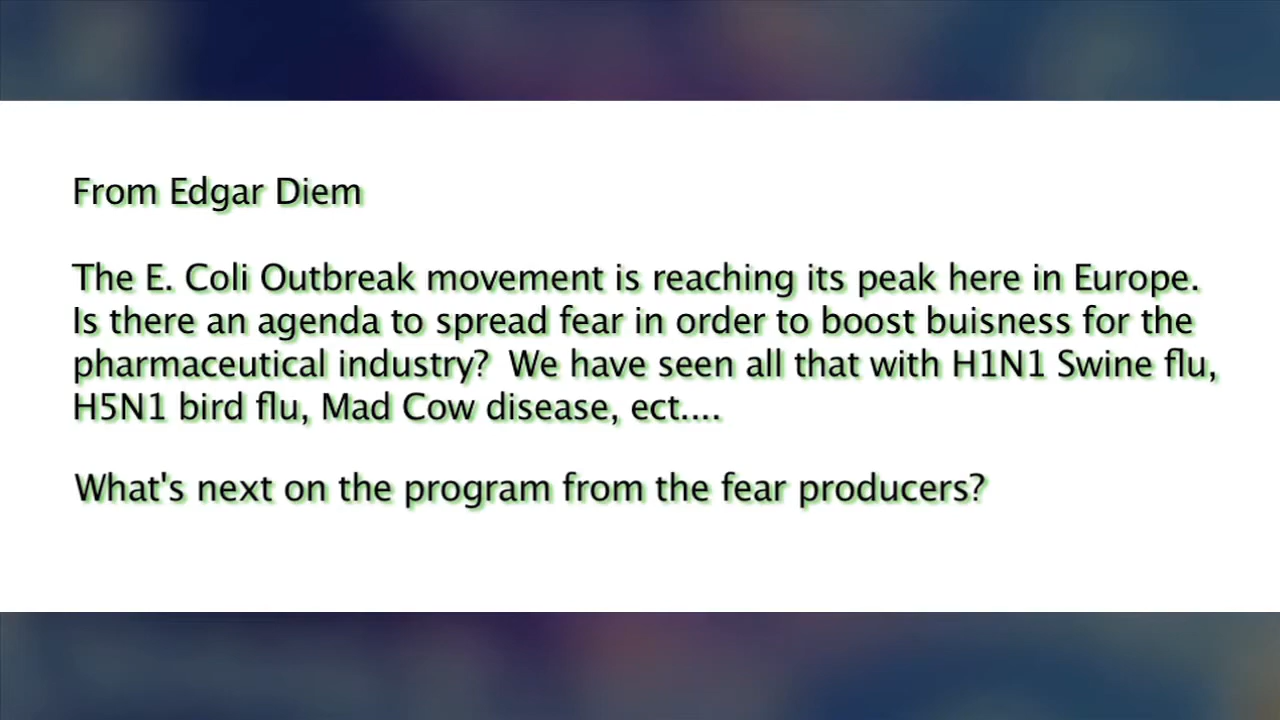 From Edgar Diem
The E. Coli Outbreak movement is reaching its peak here in Europe.
Is there an agenda to spread fear in order to boost buisness for the
pharmaceutical industry?  We have seen all that with H1N1 Swine flu,
H5N1 bird flu, Mad Cow disease, ect....
What's next on the program from the fear producers?